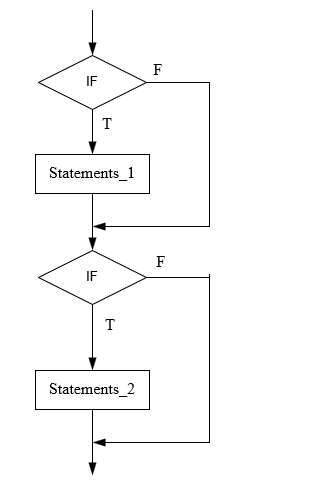 IF
F
T
Statements_1
IF
F
T
Statements_2